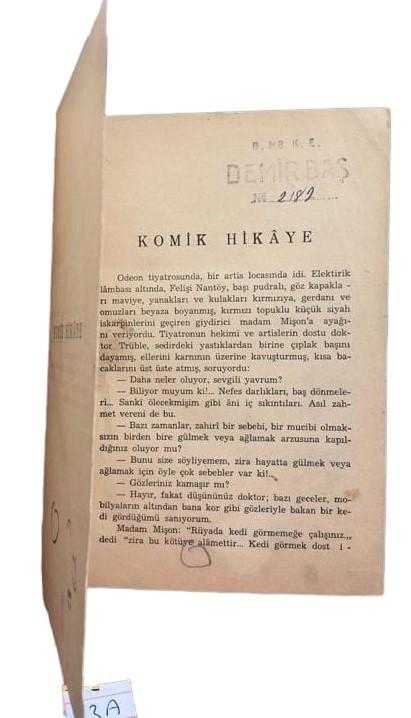 DEMİRBAŞ
No 2182
KOMİK HİKÂYE
Odeon tiyatrosunda, bir artis locasında idi. Elektirik
lâmbası altında, Felişi Nantöy, başı pudralı, göz kapakla -
rı maviye, yanakları ve kulakları kırmızıya, gerdanı ve
omuzları beyaza boyanmış, kırmızı topuklu küçük siyah
iskarpinlerini geçiren giydirici madam Mişon'a ayağı-
nı veriyordu. Tiyatronun hekimi ve artislerin dostu dok-
tor Trüble, sedirdeki yastıklardan birine çıplak başını
dayamış, ellerini karnının üzerine kavuşturmuş, kısa ba-
caklarını üst üste atmış, soruyordu:
— Daha neler oluyor, sevgili yavrum?
— Biliyor muyum ki!... Nefes darlıkları, baş dönmele-
ri... Sanki ölecekmişim gibi âni iç sıkıntıları. Asıl zah-
met vereni de bu.
— Bazı zamanlar, zahirî bir sebebi, bir mucibi olmak-
sızın birden bire gülmek veya ağlamak arzusuna kapıl-
dığınız oluyor mu?
— Bunu size söyliyemem, zira hayatta gülmek veya
ağlamak için öyle çok sebebler var ki!..
— Gözleriniz kamaşır mı?
— Hayır, fakat düşününüz doktor; bazı geceler, mo-
bilyaların altından bana kor gibi gözleriyle bakan bir ke-
di gördüğümü sanıyorum.
Madam Mişon: "Rüyada kedi görmemeğe çalışınız.,,
dedi "zira bu kötüye alâmettir... Kedi görmek dost i -
3A